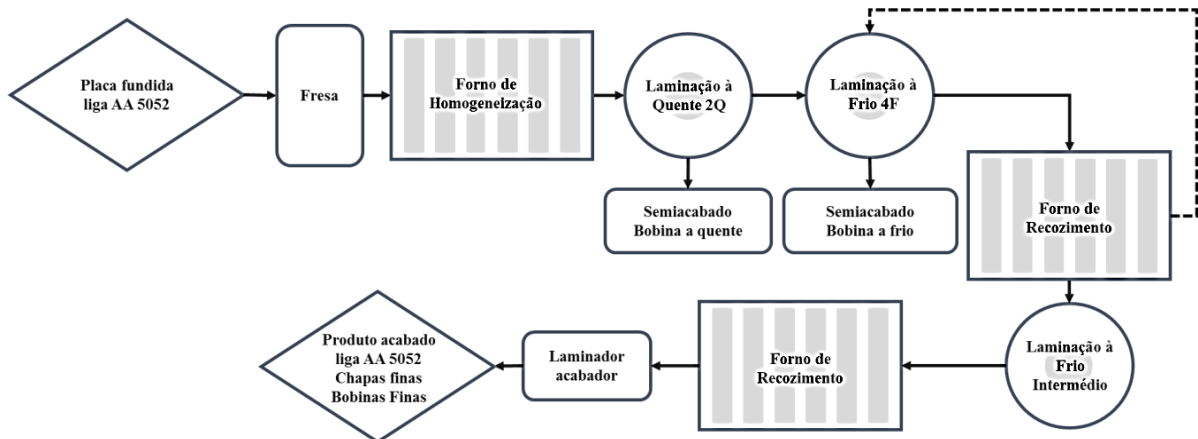 Placa fundida
liga AA 5052
Fresa
Forno de
Homogeneização
Laminação à
Quente 2Q
Laminação à
Frio 4F
Semiacabado
Bobina a quente
Semiacabado
Bobina a frio
Forno de
Recozimento
Laminação à
Frio
Intermédio
Forno de
Recozimento
Laminador
acabador
Produto acabado
liga AA 5052
Chapas finas
Bobinas Finas